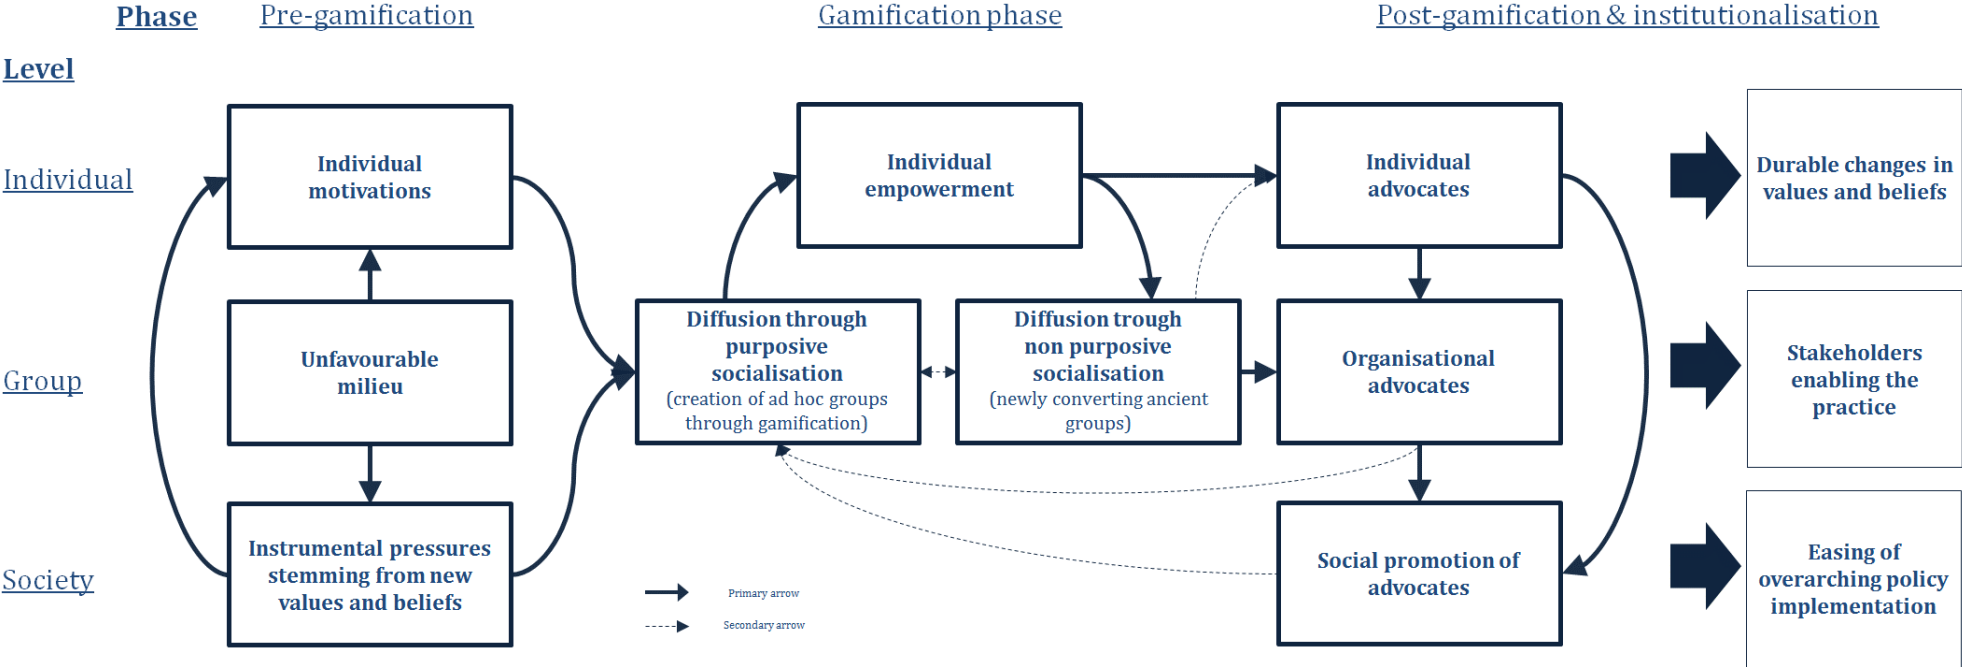 Phase
Pre-gamification
Gamification phase
Post-gamification & institutionalisation
Level
Individual
Individual
motivations
Individual
empowerment
Individual
advocates
Durable changes in
values and beliefs
Group
Unfavourable
milieu
Diffusion through
purposive
socialisation
(creation of ad hoc groups
through gamification)
Diffusion trough
non purposive
socialisation
(newly converting ancient
groups)
Organisational
advocates
Stakeholders
enabling the
practice
Society
Instrumental pressures
stemming from new
values and beliefs
Social promotion of
advocates
Easing of
overarching policy
implementation
Primary arrow
Secondary arrow